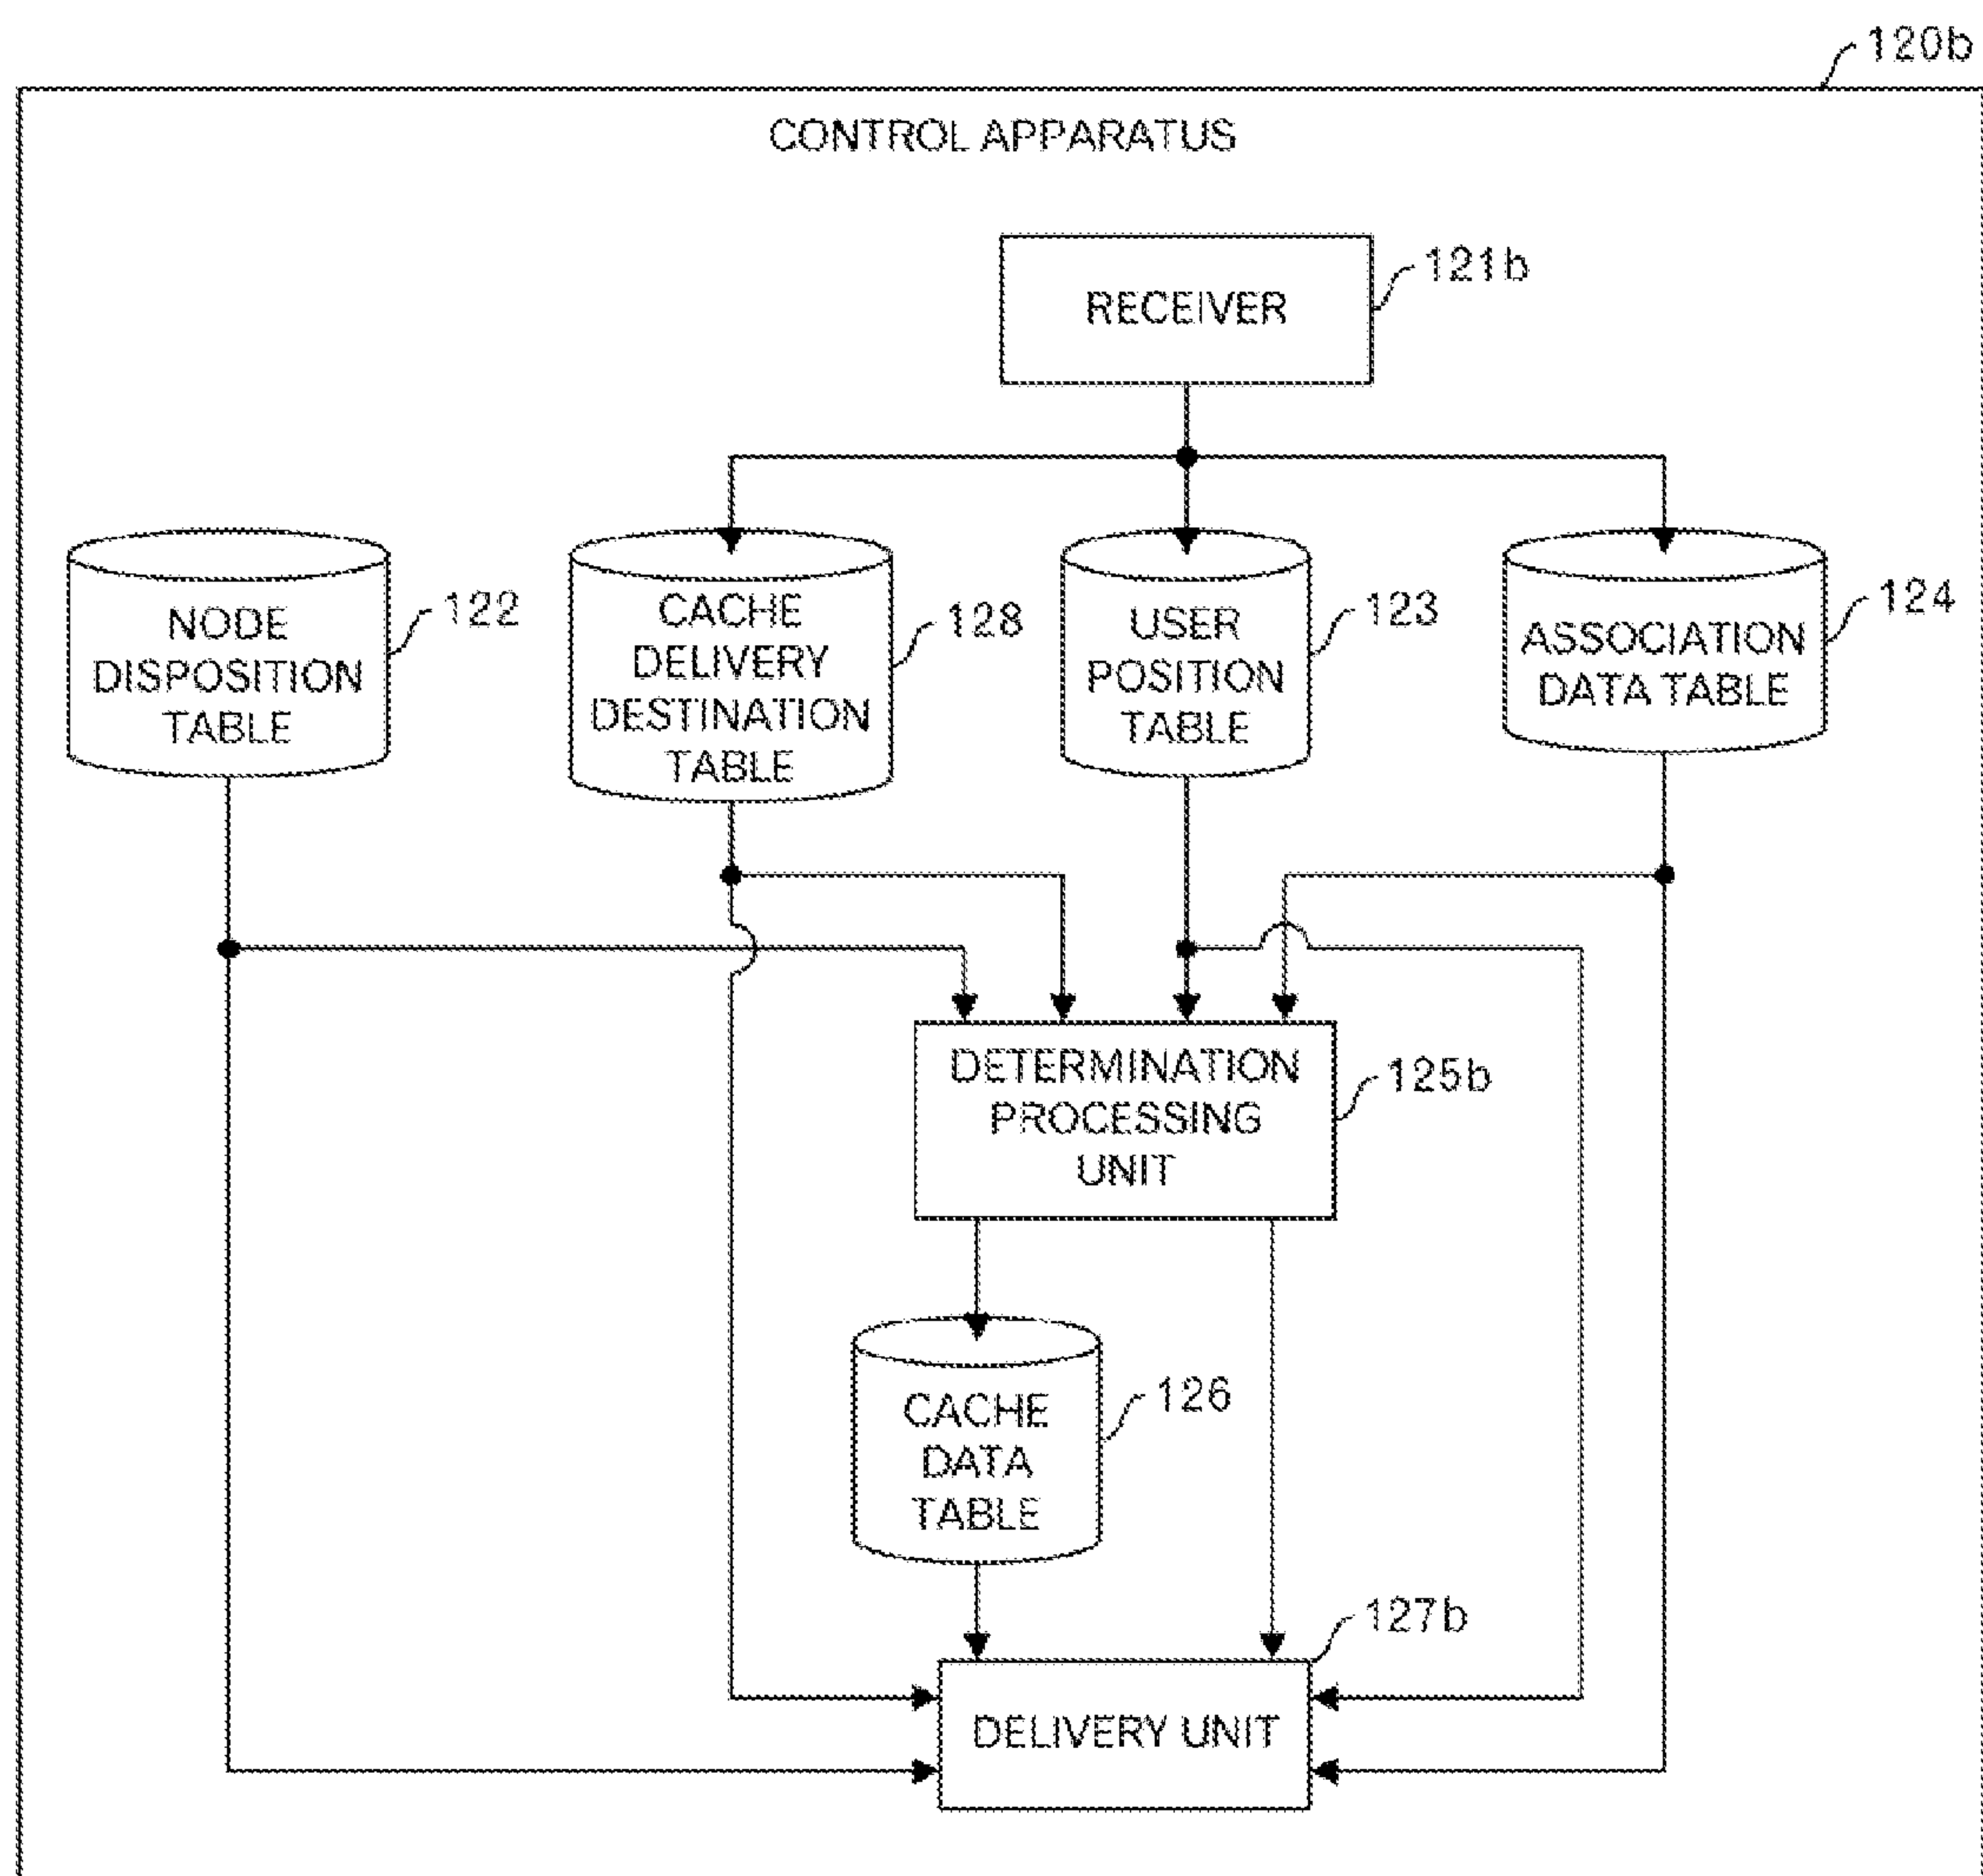 120b
CONTROL APPARATUS
RECEIVER
121b
NODE
DISPOSITION
TABLE
122
CACHE
DELIVERY
DESTINATION
TABLE
128
USER
POSITION
TABLE
123
ASSOCIATION
DATA TABLE
124
DETERMINATION
PROCESSING
UNIT
125b
CACHE
DATA
TABLE
126
127b
DELIVERY UNIT